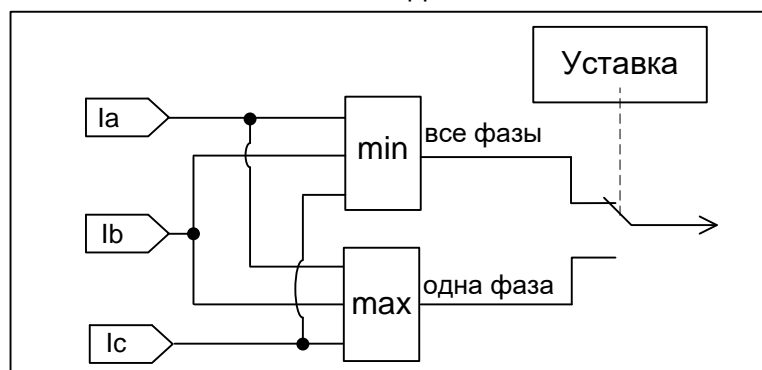 Уставка
Ia
min
все фазы
Ib
max
одна фаза
Ic